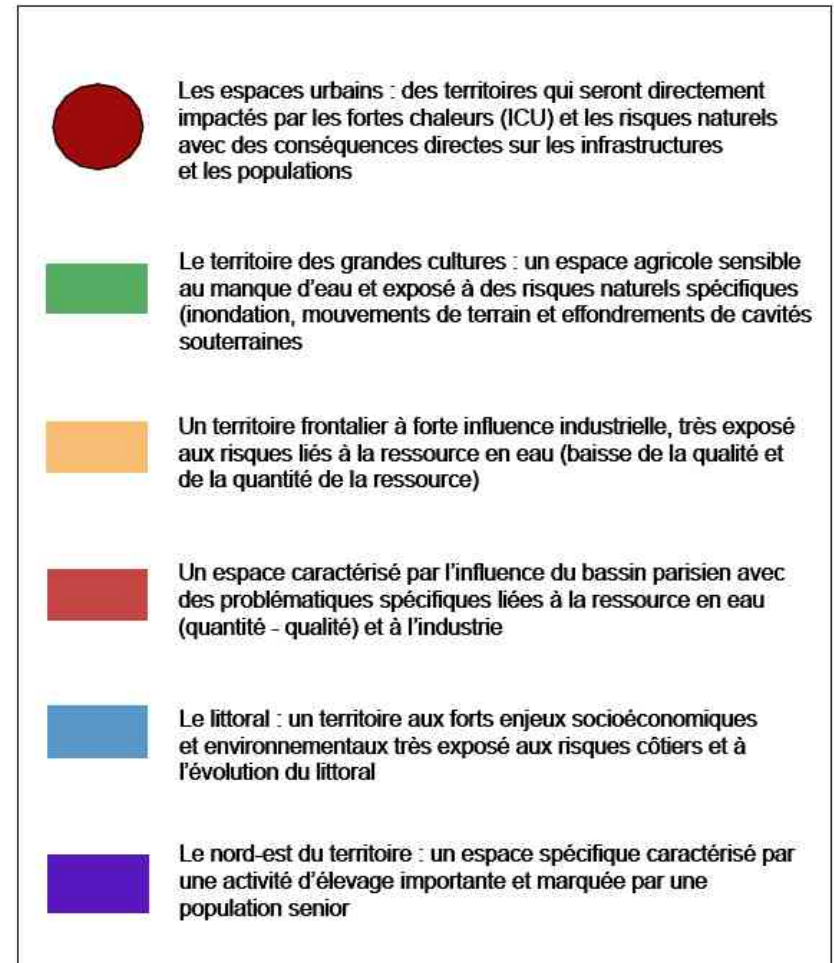 Les espaces urbains : des territoires qui seront directement
impactés par les fortes chaleurs (ICU) et les risques naturels
avec des conséquences directes sur les infrastructures
et les populations
Le territoire des grandes cultures : un espace agricole sensible
au manque d'eau et exposé à des risques naturels spécifiques
(inondation, mouvements de terrain et effondrements de cavités
souterraines
Un territoire frontalier à forte influence industrielle, très exposé
aux risques liés à la ressource en eau (baisse de la qualité et
de la quantité de la ressource)
Un espace caractérisé par l'influence du bassin parisien avec
des problématiques spécifiques liées à la ressource en eau
(quantité - qualité) et à l'industrie
Le littoral : un territoire aux forts enjeux socioéconomiques
et environnementaux très exposé aux risques côtiers et à
l'évolution du littoral
Le nord-est du territoire : un espace spécifique caractérisé par
une activité d'élevage importante et marquée par une
population senior